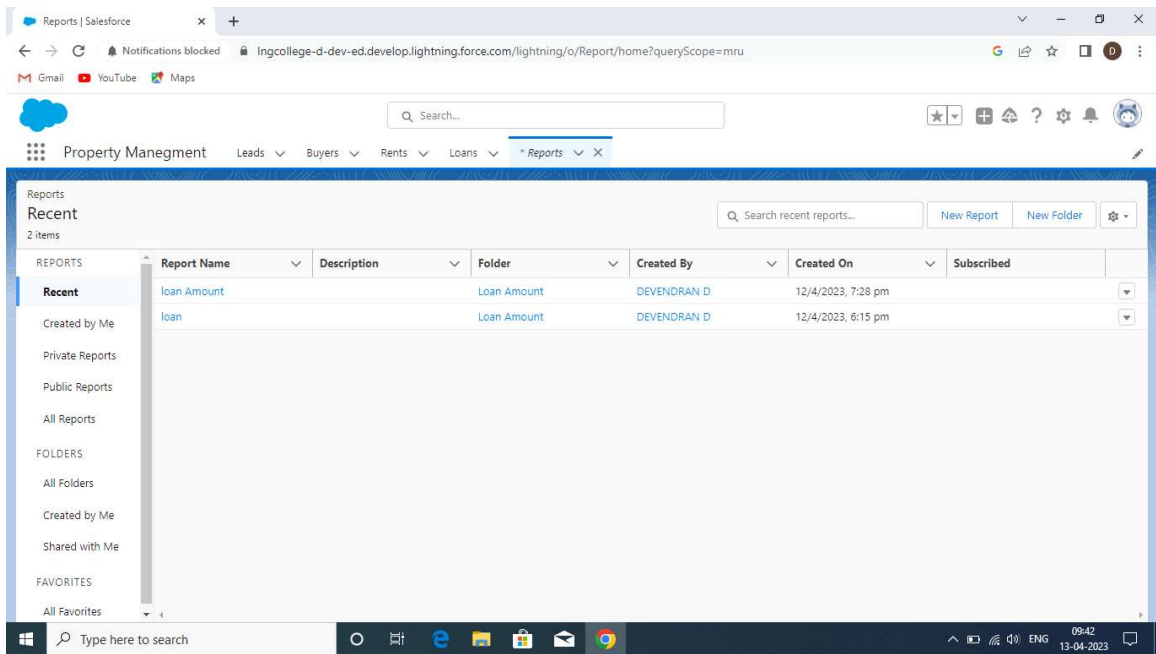 Reports | Salesforce
Notifications blocked lngcollege-d-dev-ed.develop.lightning.force.com/lightning/o/Report/home?queryScope=mru G D
Gmail YouTube Maps
Search...
Property Manegment Leads Buyers Rents Loans * Reports
Reports
Recent
2 items
Search recent reports...
New Report New Folder
REPORTS Report Name Description Folder Created By Created On Subscribed
Recent loan Amount Loan Amount DEVENDRAN D 12/4/2023, 7:28 pm
Created by Me loan Loan Amount DEVENDRAN D 12/4/2023, 6:15 pm
Private Reports
Public Reports
All Reports
FOLDERS
All Folders
Created by Me
Shared with Me
FAVORITES
All Favorites
Type here to search
ENG
09:42
13-04-2023